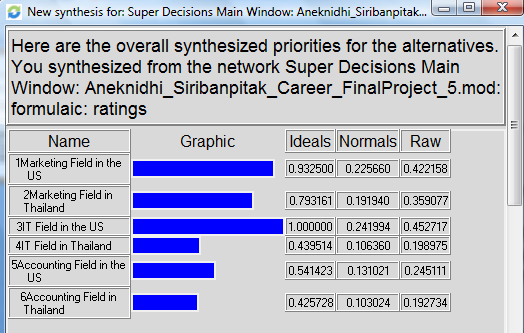 New synthesis for: Super Decisions Main Window: Aneknidhi_Siribanpitak...
Here are the overall synthesized priorities for the alternatives.
You synthesized from the network Super Decisions Main
Window: Aneknidhi_Siribanpitak_Career_FinalProject_5.mod:
formulaic: ratings
Name Graphic Ideals Normals Raw
1Marketing Field in the
US 0.932500 0.225660 0.422158
2Marketing Field in
Thailand 0.793161 0.191940 0.359077
3IT Field in the US 1.000000 0.241994 0.452717
4IT Field in Thailand 0.439514 0.106360 0.198975
5Accounting Field in the
US 0.541423 0.131021 0.245111
6Accounting Field in
Thailand 0.425728 0.103024 0.192734